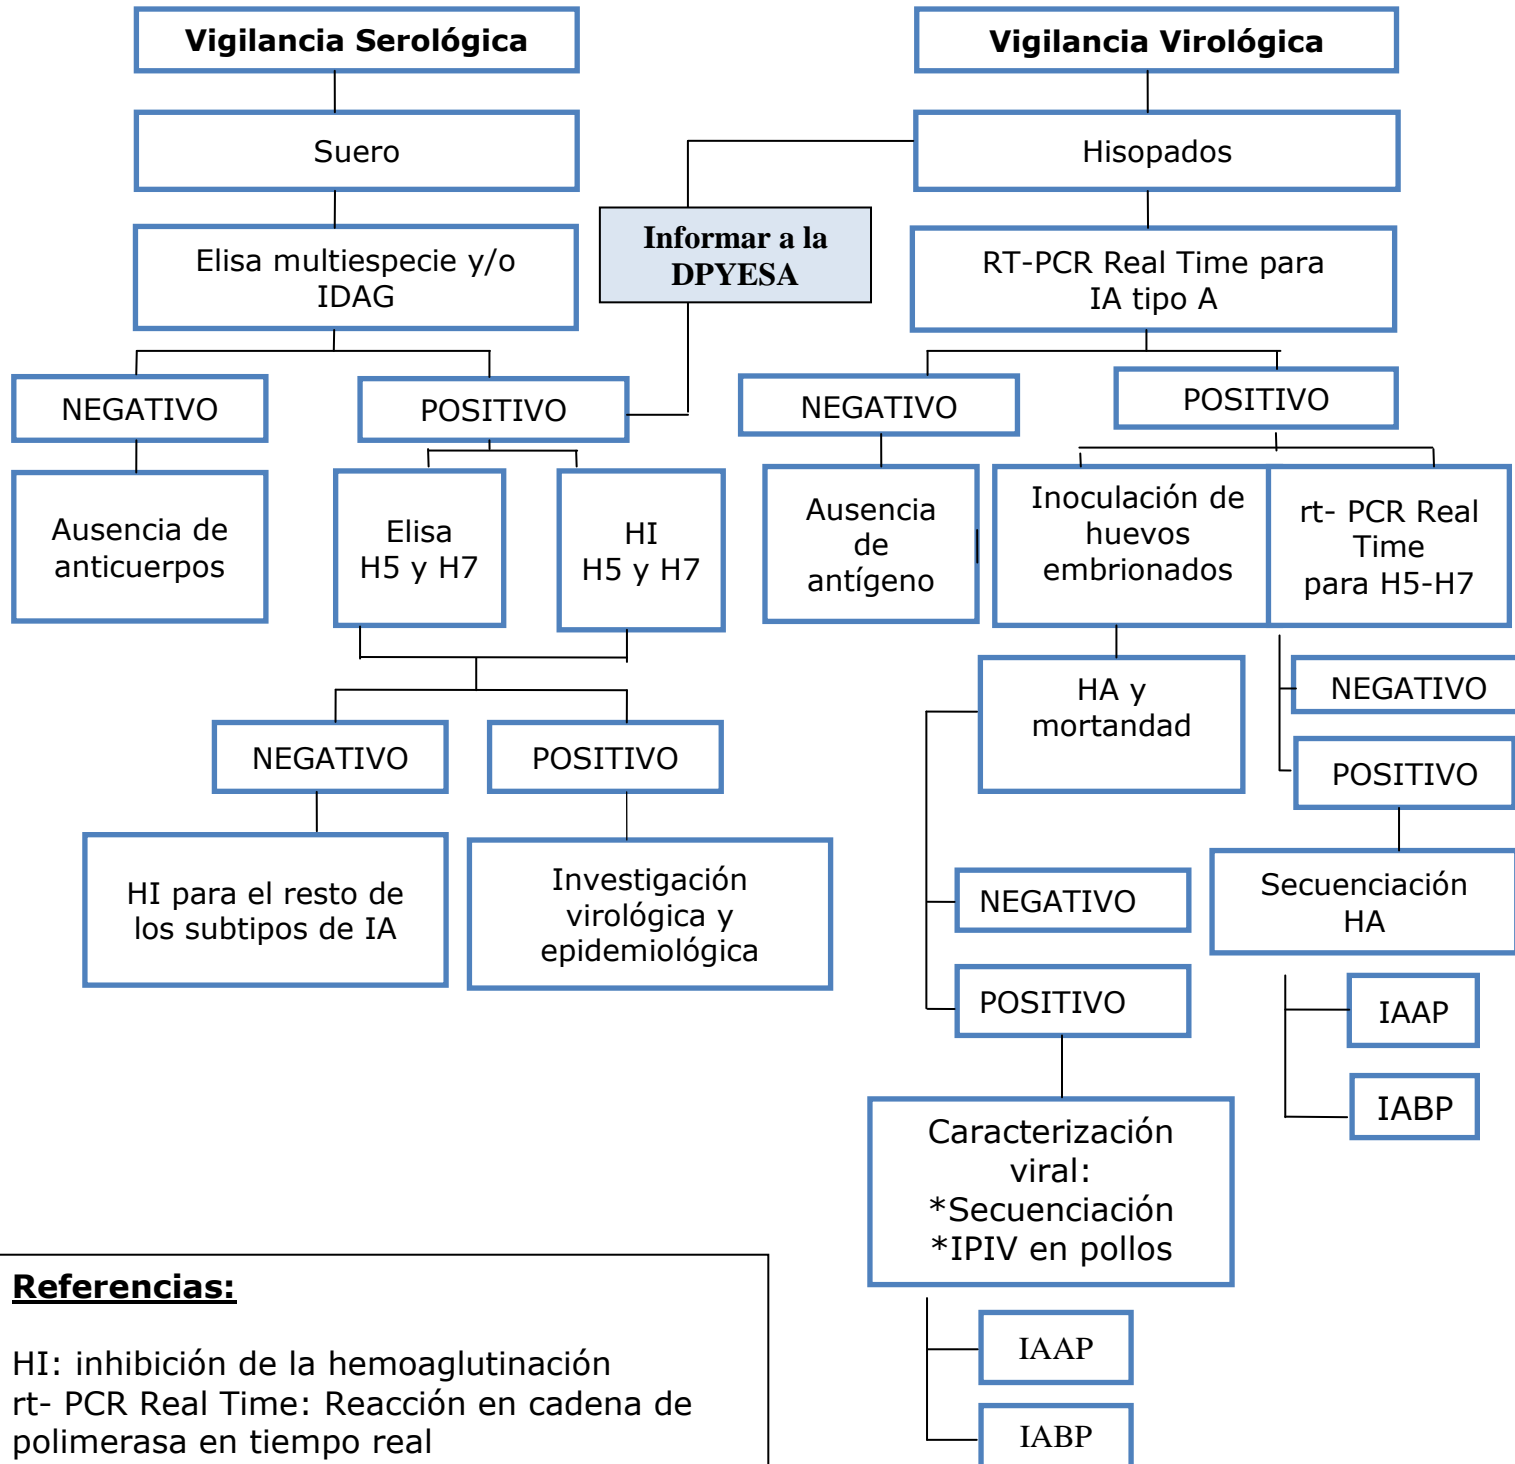 Vigilancia Serológica
Suero
Elisa multiespecie y/o
IDAG
NEGATIVO
POSITIVO
Ausencia de
anticuerpos
Elisa
H5 y H7
HI
H5 y H7
NEGATIVO
POSITIVO
HI para el resto de
los subtipos de IA
Investigación
virológica y
epidemiológica
Informar a la
DPYESA
Vigilancia Virológica
Hisopados
RT-PCR Real Time para
IA tipo A
NEGATIVO
POSITIVO
Ausencia
de
antígeno
Inoculación de
huevos
embrionados
rt- PCR Real
Time
para H5-H7
HA y
mortandad
NEGATIVO
POSITIVO
NEGATIVO
POSITIVO
Secuenciación
HA
IAAP
IABP
Caracterización
viral:
*Secuenciación
*IPIV en pollos
IAAP
IABP
Referencias:
HI: inhibición de la hemoaglutinación
rt- PCR Real Time: Reacción en cadena de
polimerasa en tiempo real